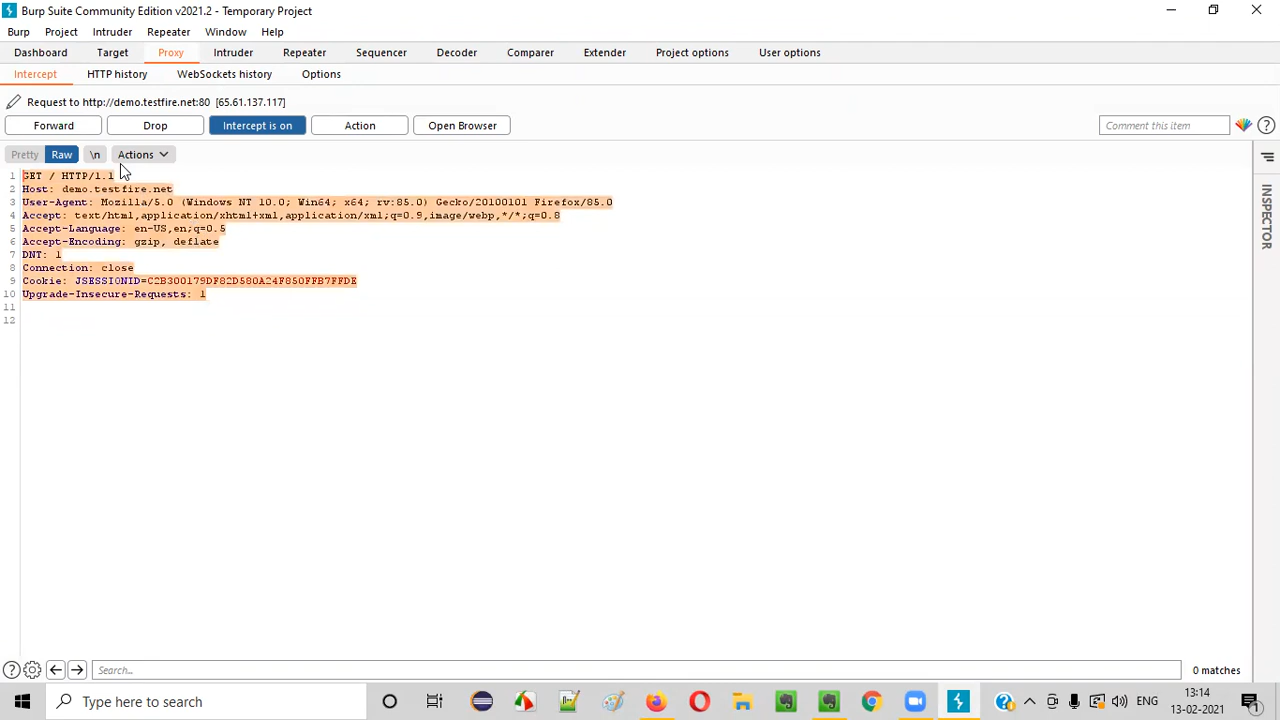 Burp Suite Community Edition v2021.2 - Temporary Project
Burp Project Intruder Repeater Window Help
Dashboard Target Proxy Intruder Repeater Sequencer Decoder Comparer Extender Project options User options
Intercept HTTP history WebSockets history Options
Request to http://demo.testfire.net:80 [65.61.137.117]
Forward Drop Intercept is on Action Open Browser Comment this item
Pretty Raw \n Actions
1 GET / HTTP/1.1
2 Host: demo.testfire.net
3 User-Agent: Mozilla/5.0 (Windows NT 10.0; Win64; x64; rv:85.0) Gecko/20100101 Firefox/85.0
4 Accept: text/html,application/xhtml+xml,application/xml;q=0.9,image/webp,*/*;q=0.8
5 Accept-Language: en-US,en;q=0.5
6 Accept-Encoding: gzip, deflate
7 DNT: 1
8 Connection: close
9 Cookie: JSESSIONID=C2B300179DF82D580A24F850FFB7FFDE
10 Upgrade-Insecure-Requests: 1
11
12
INSPECTOR
Search... 0 matches
Type here to search ENG 3:14
13-02-2021